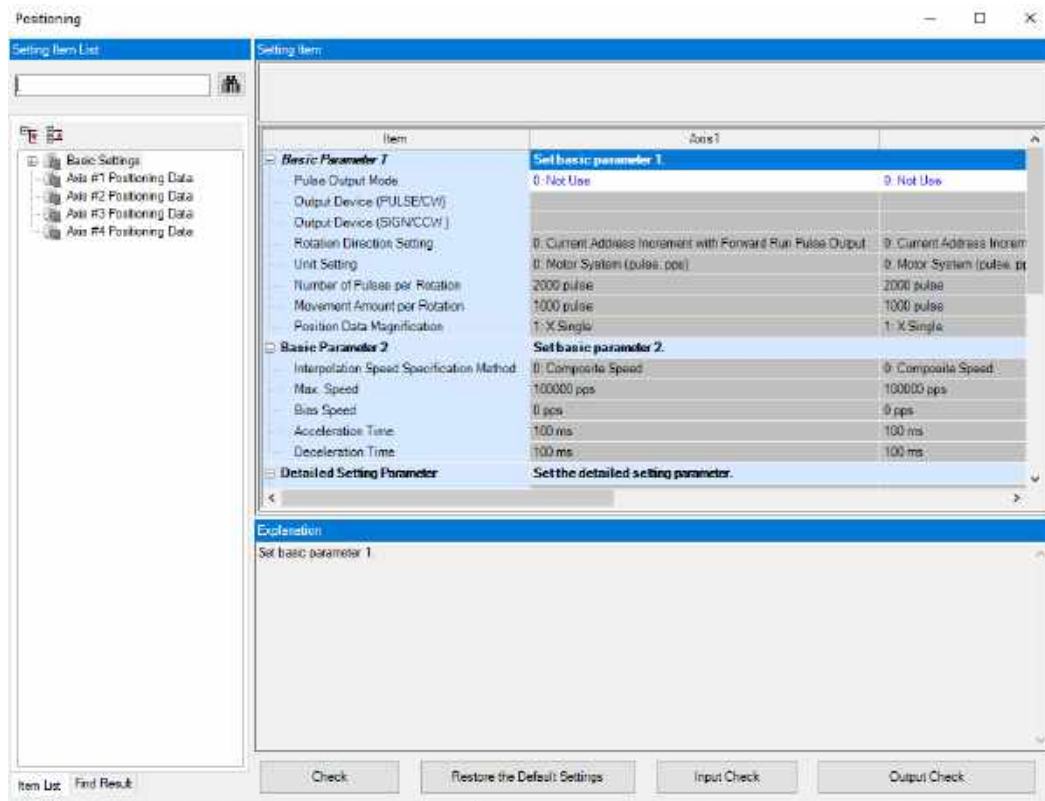 Positioning
Setting Item List
Setting Item
Item
Axis1
Basic Settings
Axis #1 Positioning Data
Axis #2 Positioning Data
Axis #3 Positioning Data
Axis #4 Positioning Data
Basic Parameter 1 Set basic parameter 1.
Pulse Output Mode 0: Not Use 0: Not Use
Output Device (PULSE/CW)
Output Device (SIGN/CCW)
Rotation Direction Setting 0: Current Address Increment with Forward Run Pulse Output 0: Current Address Increm
Unit Setting 0: Motor System (pulse, pps) 0: Motor System (pulse, pp
Number of Pulses per Rotation 2000 pulse 2000 pulse
Movement Amount per Rotation 1000 pulse 1000 pulse
Position Data Magnification 1: X Single 1: X Single
Basic Parameter 2 Set basic parameter 2.
Interpolation Speed Specification Method 0: Composite Speed 0: Composite Speed
Max. Speed 100000 pps 100000 pps
Bias Speed 0 pps 0 pps
Acceleration Time 100 ms 100 ms
Deceleration Time 100 ms 100 ms
Detailed Setting Parameter Set the detailed setting parameter.
Explanation
Set basic parameter 1.
Item List Find Result
Check Restore the Default Settings Input Check Output Check